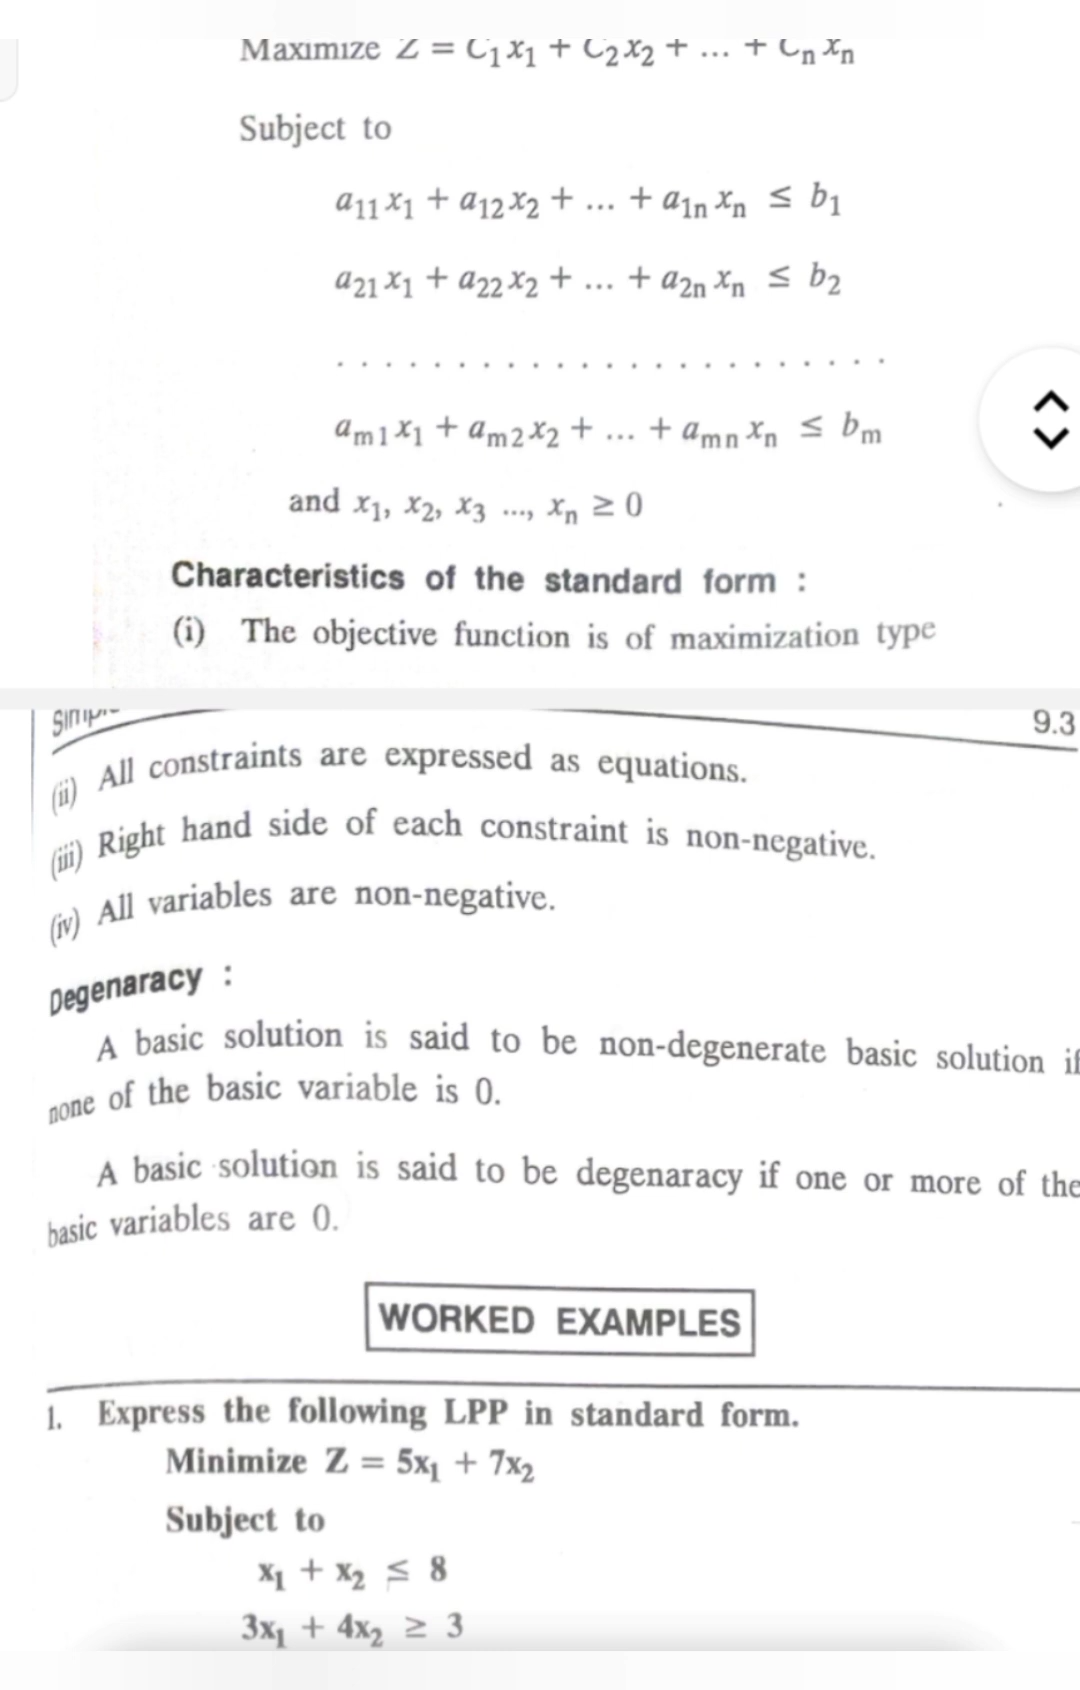 Maximize Z = C₁x₁ + C₂x₂ + ... + Cₙxₙ
Subject to
a₁₁x₁ + a₁₂x₂ + ... + a₁ₙxₙ ≤ b₁
a₂₁x₁ + a₂₂x₂ + ... + a₂ₙxₙ ≤ b₂
. . . . . . . . . . . . . . . . . . . . . . .
aₘ₁x₁ + aₘ₂x₂ + ... + aₘₙxₙ ≤ bₘ
and x₁, x₂, x₃ ..., xₙ ≥ 0
Characteristics of the standard form :
(i) The objective function is of maximization type
9.3
(ii) All constraints are expressed as equations.
(iii) Right hand side of each constraint is non-negative.
(iv) All variables are non-negative.
Degenaracy :
A basic solution is said to be non-degenerate basic solution if
none of the basic variable is 0.
A basic solution is said to be degenaracy if one or more of the
basic variables are 0.
WORKED EXAMPLES
1. Express the following LPP in standard form.
Minimize Z = 5x₁ + 7x₂
Subject to
x₁ + x₂ ≤ 8
3x₁ + 4x₂ ≥ 3